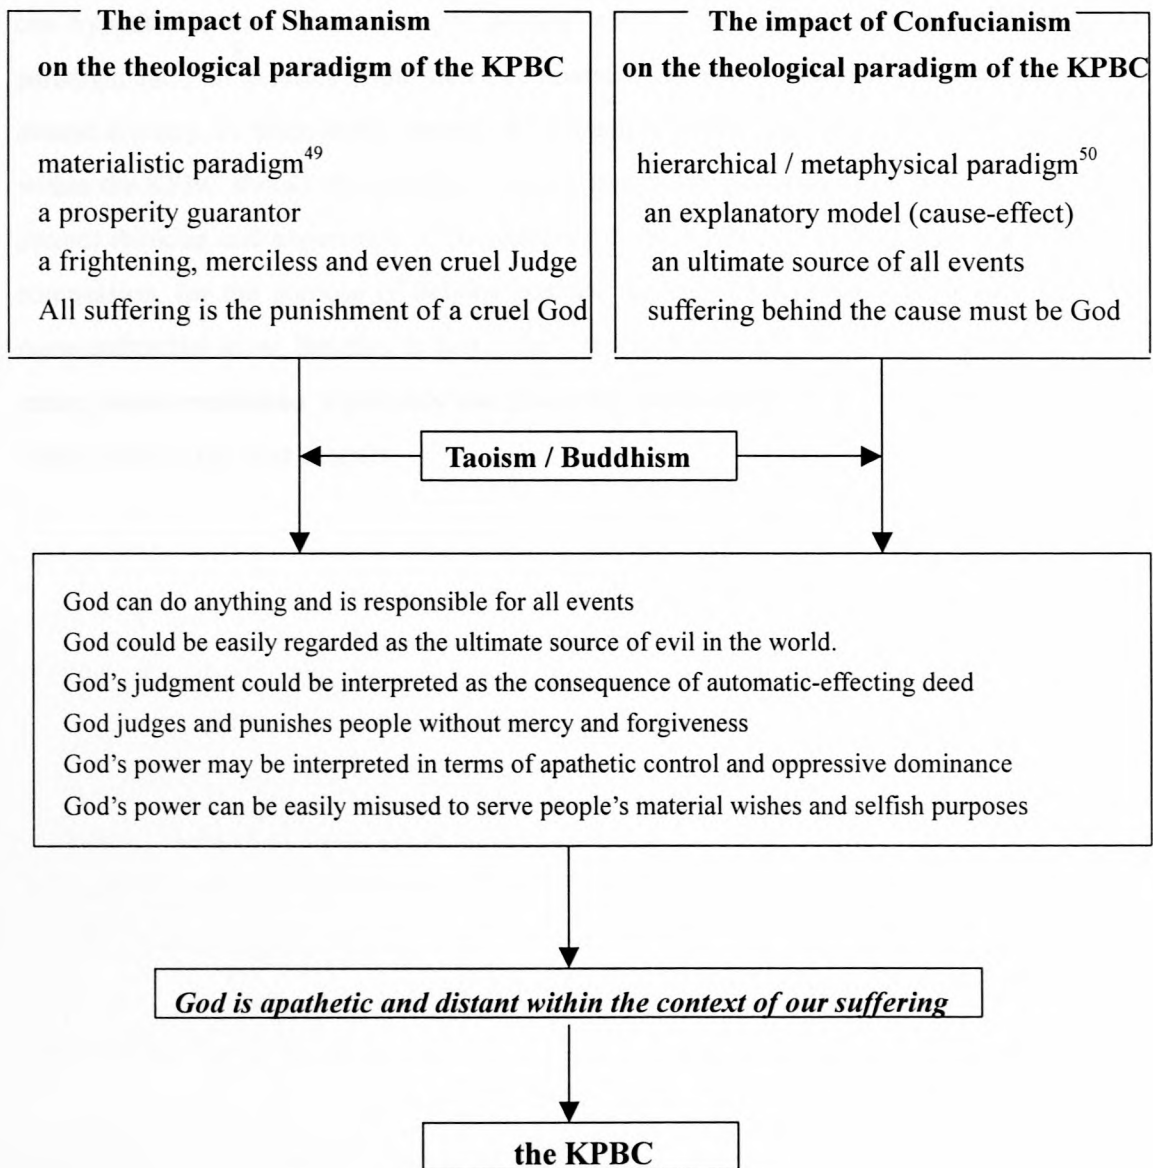 The impact of Shamanism
on the theological paradigm of the KPBC
materialistic paradigm49
a prosperity guarantor
a frightening, merciless and even cruel Judge
All suffering is the punishment of a cruel God
The impact of Confucianism
on the theological paradigm of the KPBC
hierarchical / metaphysical paradigm50
an explanatory model (cause-effect)
an ultimate source of all events
suffering behind the cause must be God
Taoism / Buddhism
God can do anything and is responsible for all events
God could be easily regarded as the ultimate source of evil in the world.
God's judgment could be interpreted as the consequence of automatic-effecting deed
God judges and punishes people without mercy and forgiveness
God's power may be interpreted in terms of apathetic control and oppressive dominance
God's power can be easily misused to serve people's material wishes and selfish purposes
God is apathetic and distant within the context of our suffering
the KPBC